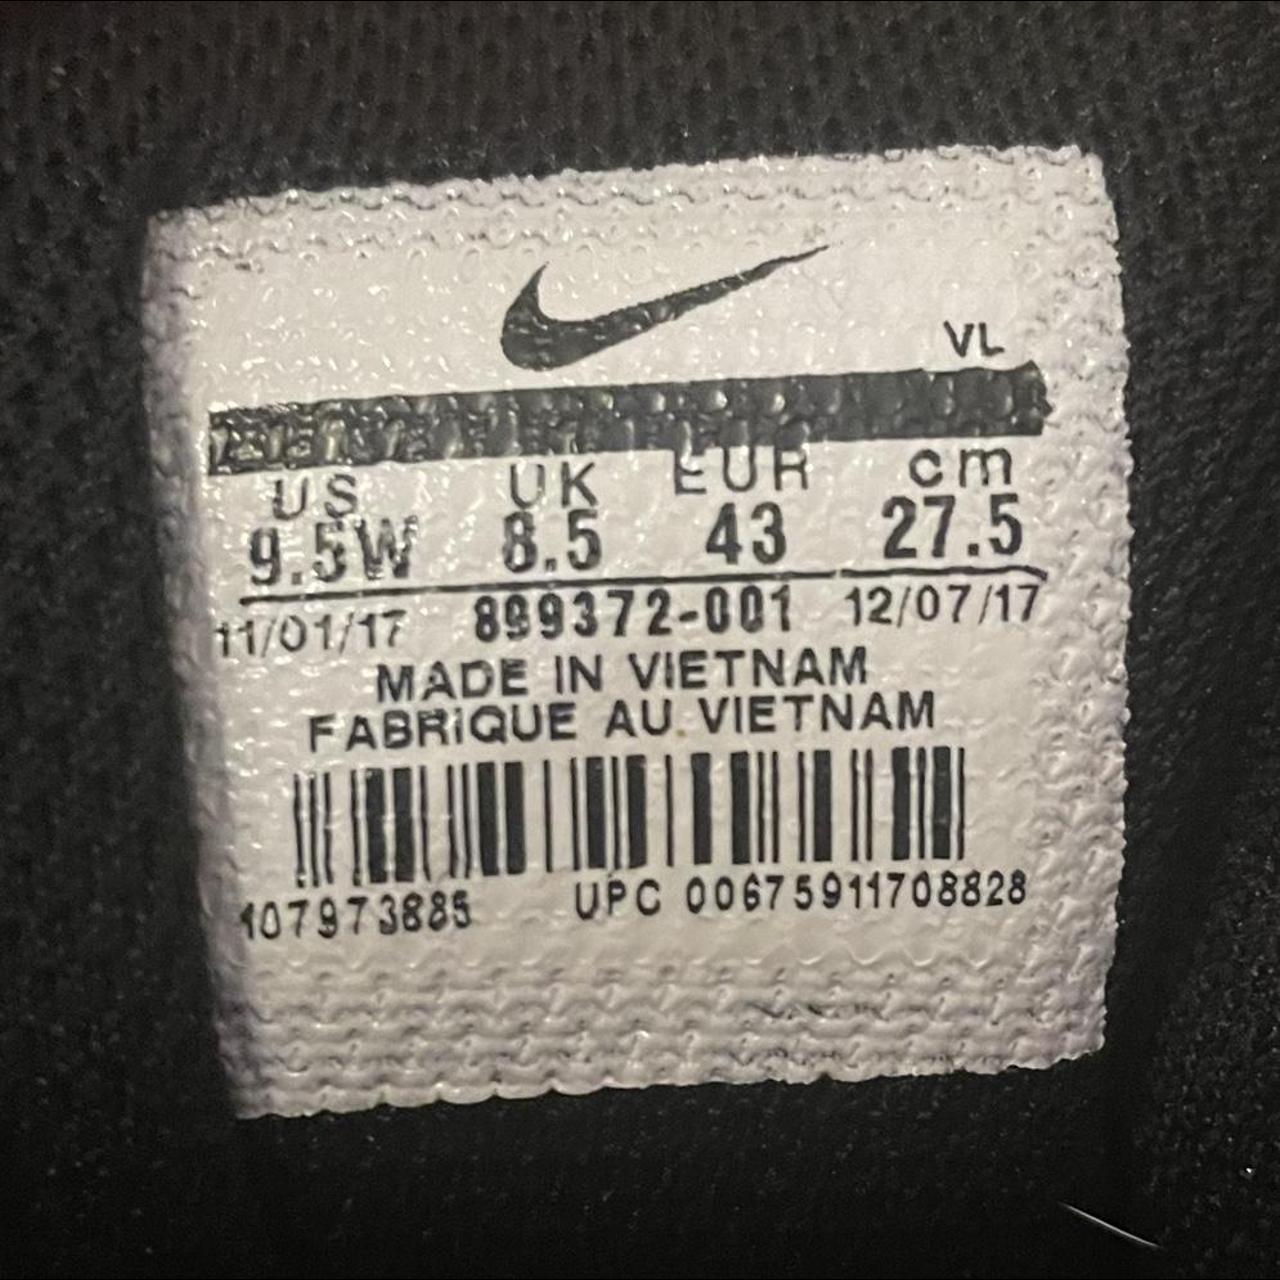 VL
US UK EUR cm
9.5W 8.5 43 27.5
11/01/17 899372-001 12/07/17
MADE IN VIETNAM
FABRiQUE AU VIETNAM
107973885 UPC 00675911708828